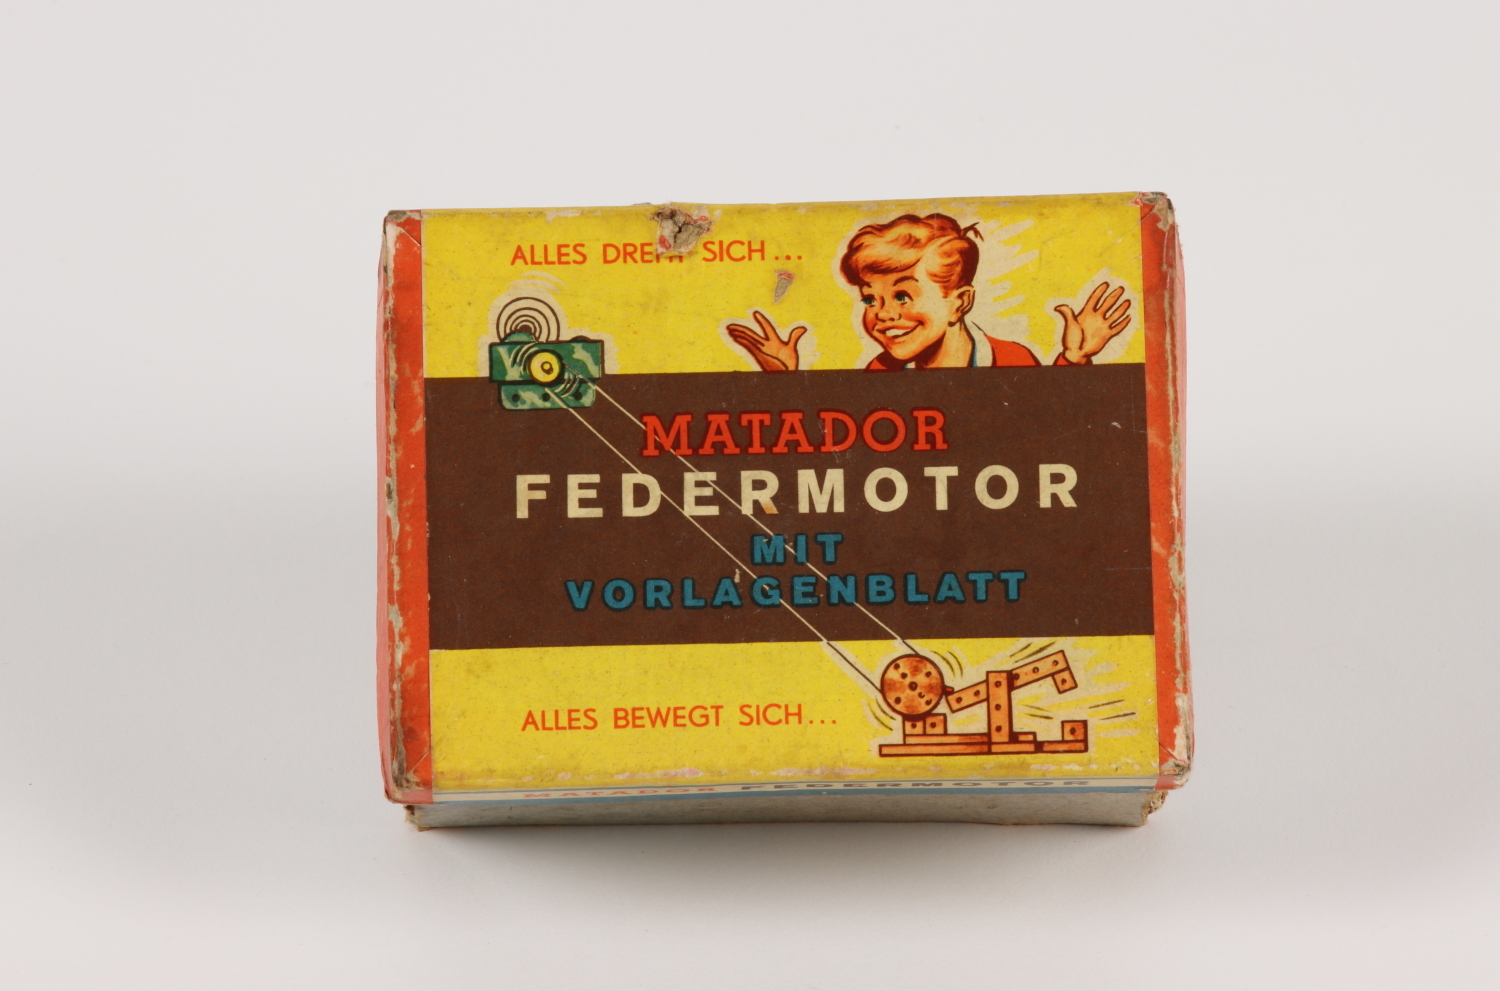 ALLES DREHT SICH...
MATADOR
FEDERMOTOR
MIT
VORLAGENBLATT
ALLES BEWEGT SICH...
MATADOR FEDERMOTOR